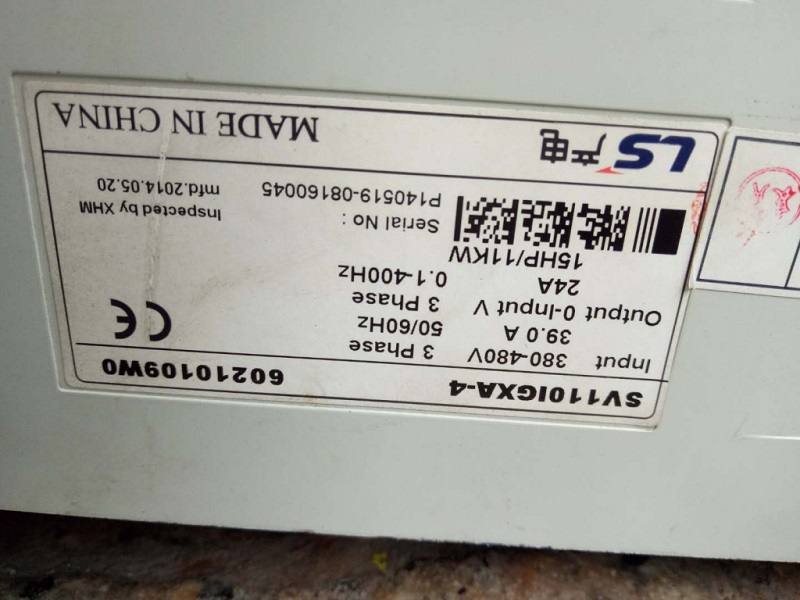 SV110IGXA-4 60210109W0
Input 380-480V 3 Phase
39.0 A 50/60Hz
Output 0-Input V 3 Phase
24A 0.1-400Hz
15HP/11KW
Serial No :
P140519-08160045
Inspected by XHM
mfd.2014.05.20
LS产电
MADE IN CHINA